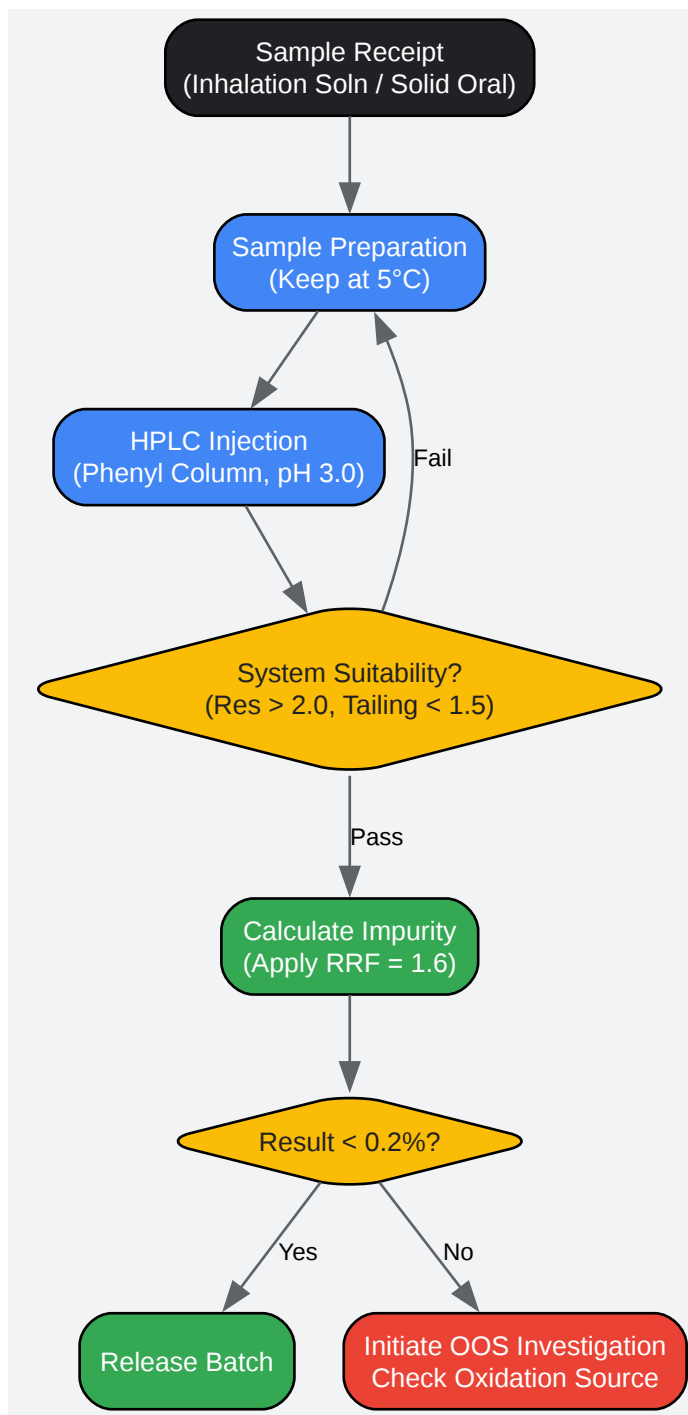 Sample Receipt
(Inhalation Soln / Solid Oral)
Sample Preparation
(Keep at 5°C)
HPLC Injection
(Phenyl Column, pH 3.0)
Fail
System Suitability?
(Res > 2.0, Tailing < 1.5)
Pass
Calculate Impurity
(Apply RRF = 1.6)
Result < 0.2%?
Yes
No
Release Batch
Initiate OOS Investigation
Check Oxidation Source